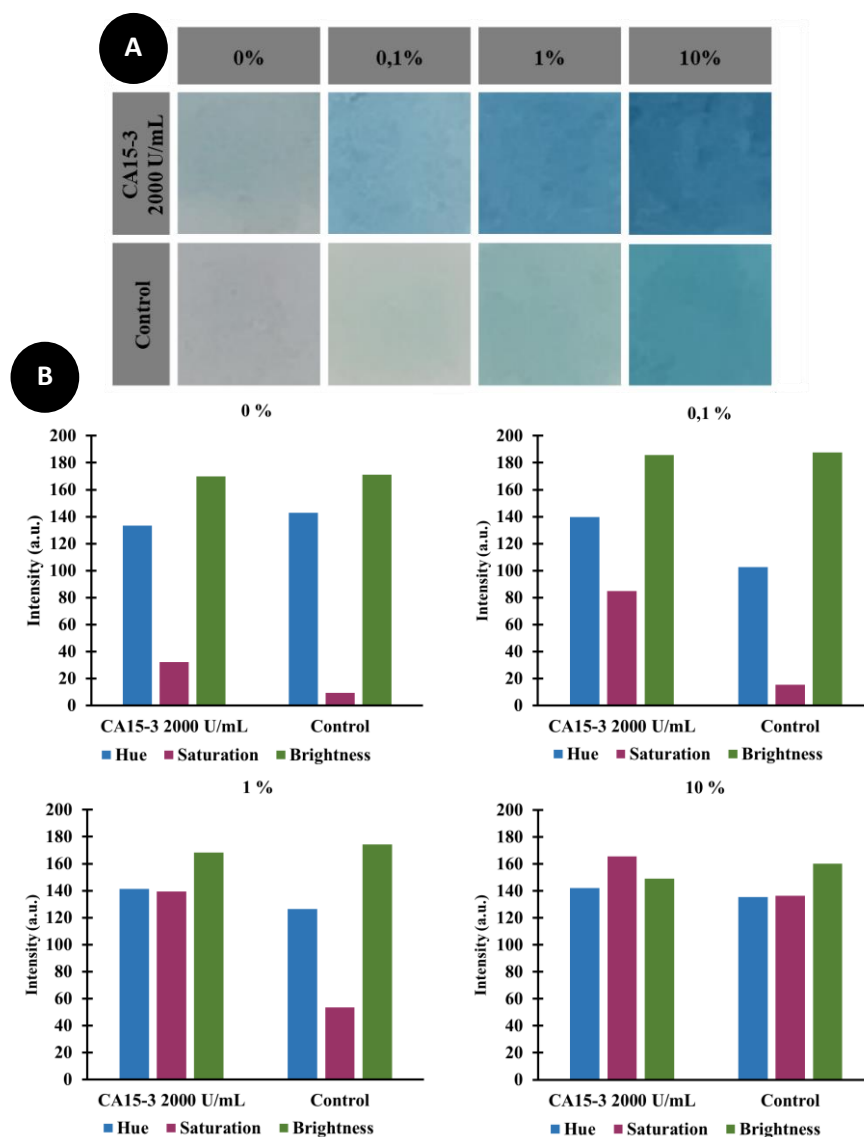 A
0% 0,1% 1% 10%
CA15-3
2000 U/mL
Control
B
0 %
200
180
160
140
120
100
80
60
40
20
0
Intensity (a.u.)
CA15-3 2000 U/mL Control
Hue Saturation Brightness
0,1 %
200
180
160
140
120
100
80
60
40
20
0
Intensity (a.u.)
CA15-3 2000 U/mL Control
Hue Saturation Brightness
1 %
200
180
160
140
120
100
80
60
40
20
0
Intensity (a.u.)
CA15-3 2000 U/mL Control
Hue Saturation Brightness
10 %
200
180
160
140
120
100
80
60
40
20
0
Intensity (a.u.)
CA15-3 2000 U/mL Control
Hue Saturation Brightness